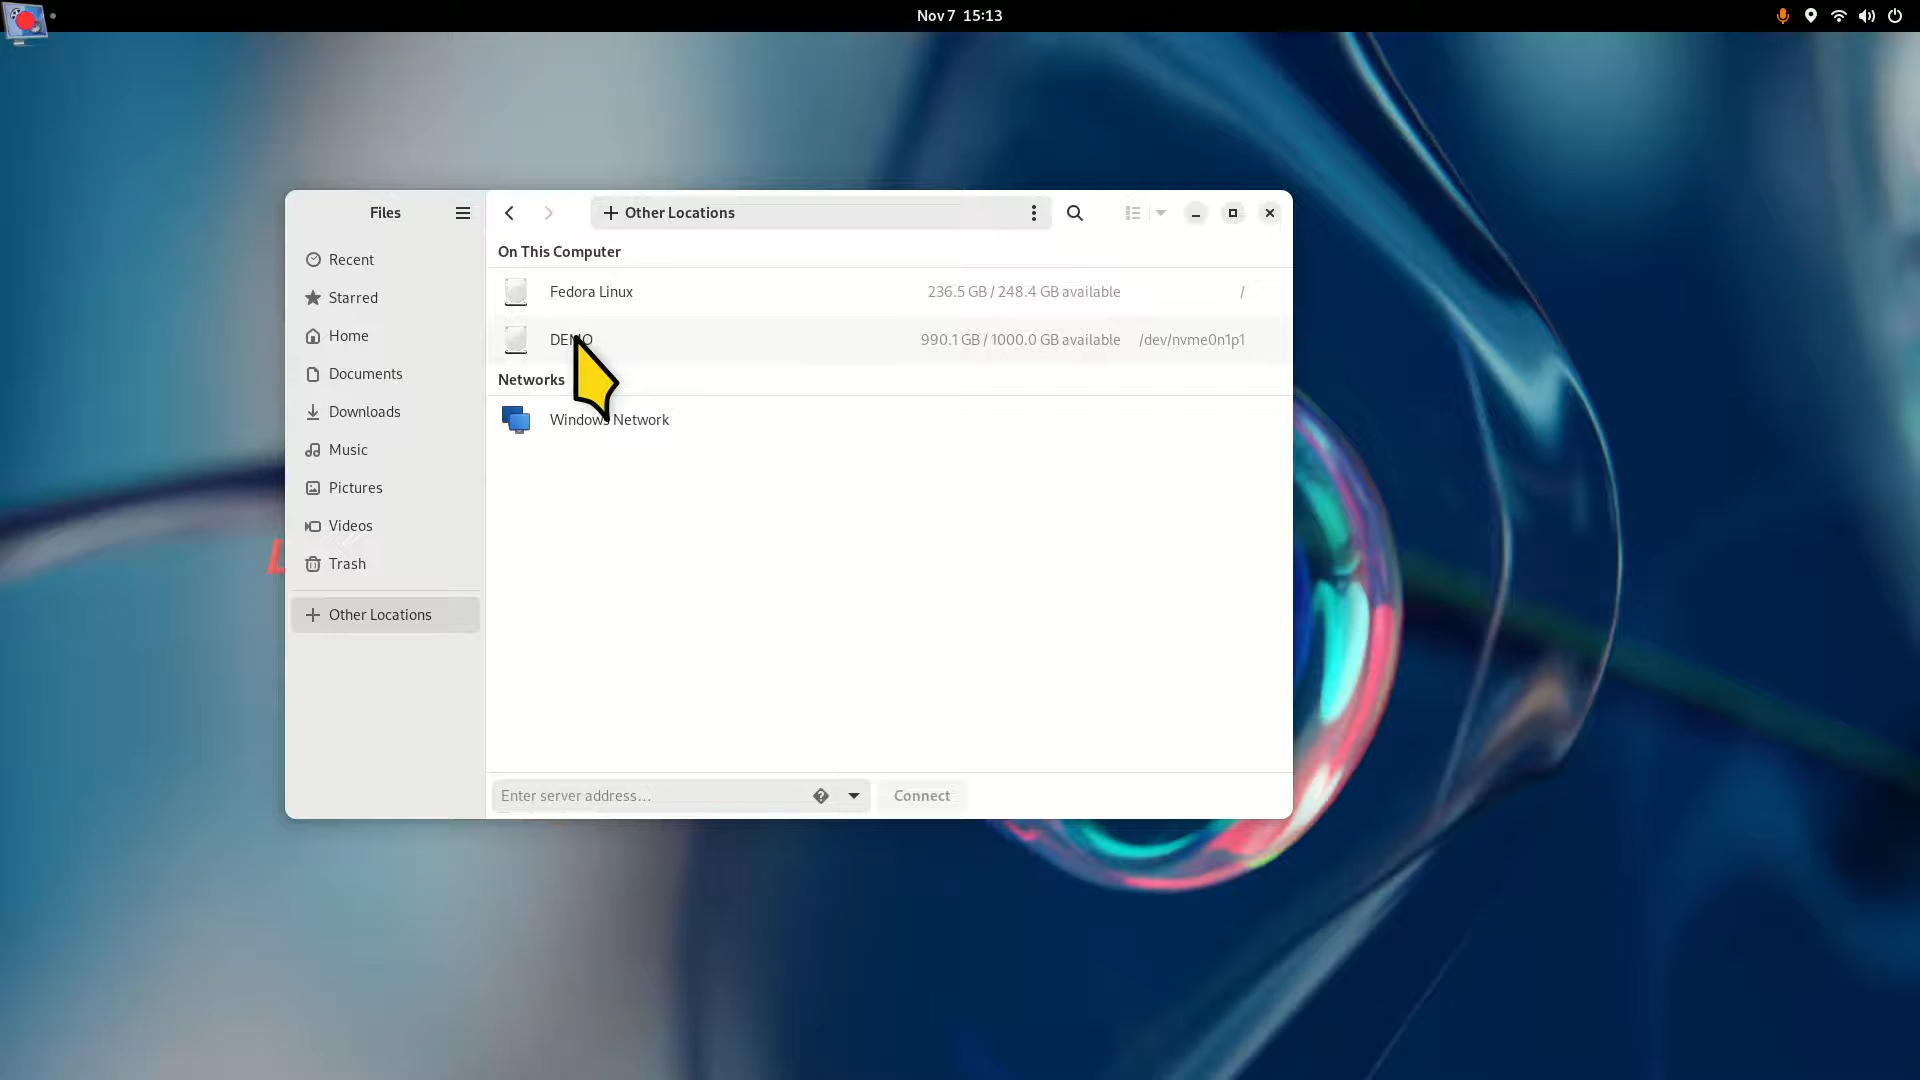 Nov 7 15:13
Files
Other Locations
Recent
Starred
Home
Documents
Downloads
Music
Pictures
Videos
Trash
Other Locations
On This Computer
Fedora Linux 236.5 GB / 248.4 GB available /
DEMO 990.1 GB / 1000.0 GB available /dev/nvme0n1p1
Networks
Windows Network
Enter server address…
Connect